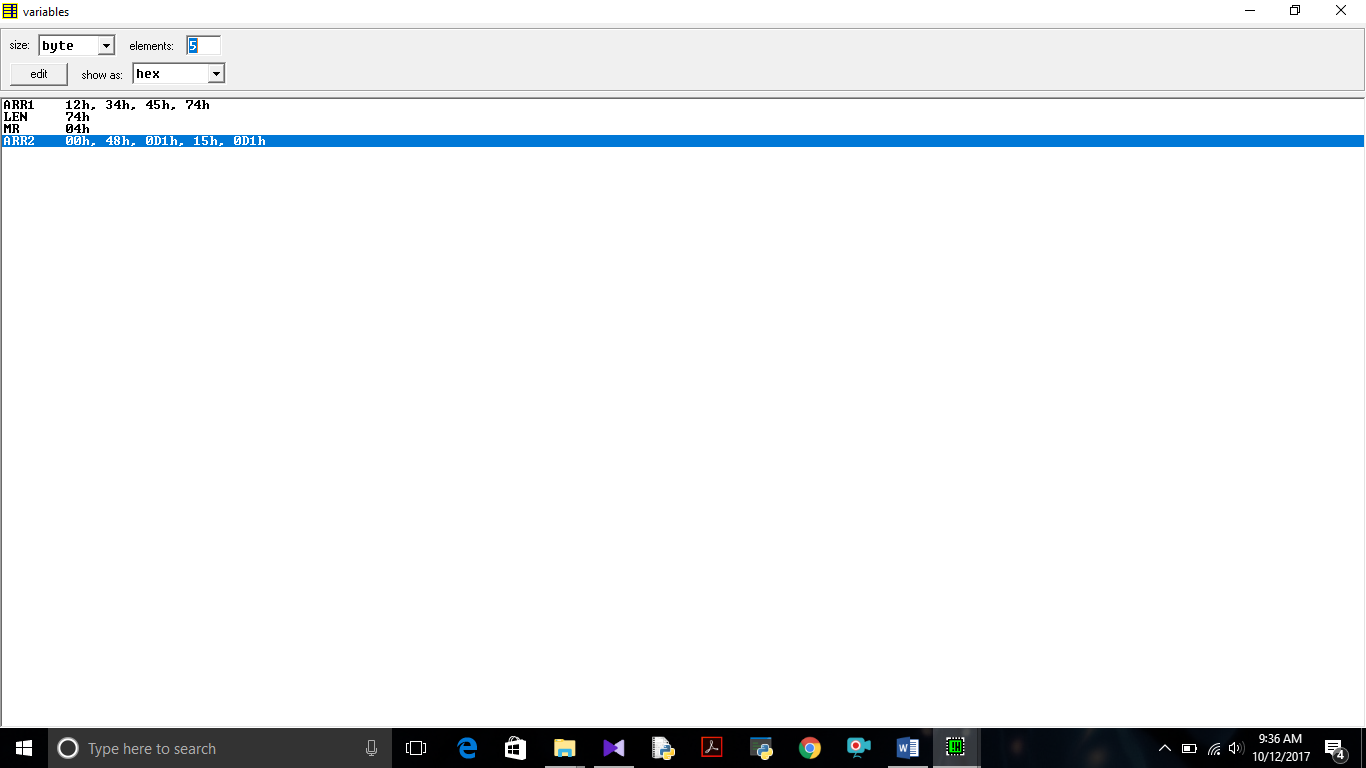 variables
size: byte elements: 5
edit show as: hex
ARR1 12h, 34h, 45h, 74h
LEN 74h
MR 04h
ARR2 00h, 48h, 0D1h, 15h, 0D1h
Type here to search
9:36 AM
10/12/2017
4